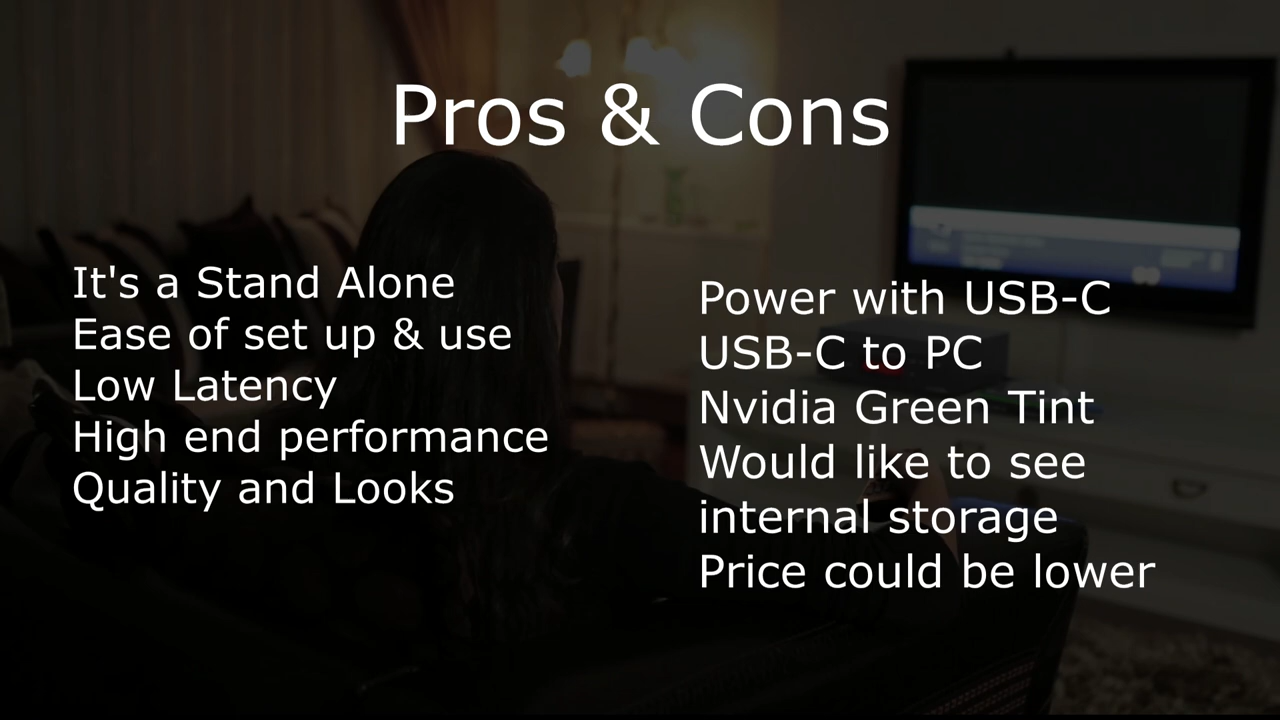 Pros & Cons
It's a Stand Alone
Ease of set up & use
Low Latency
High end performance
Quality and Looks
Power with USB-C
USB-C to PC
Nvidia Green Tint
Would like to see
internal storage
Price could be lower